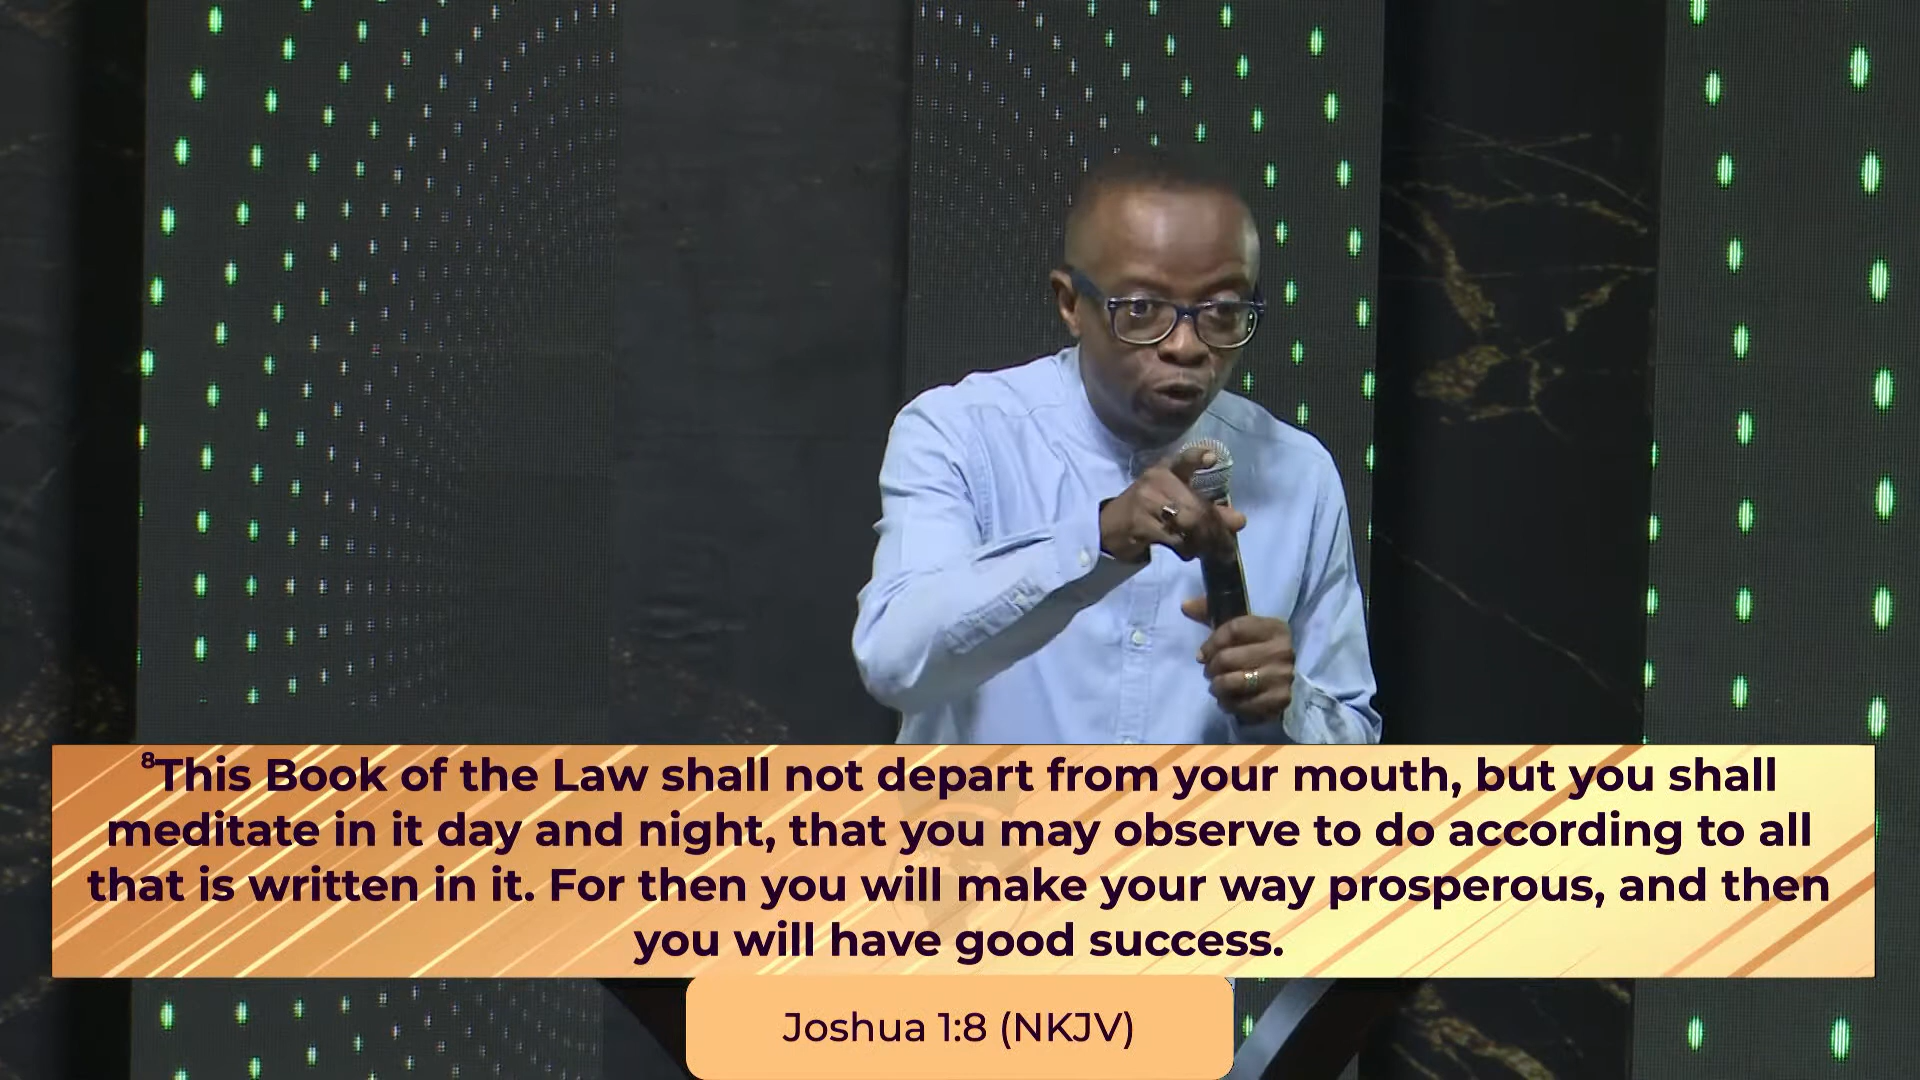 ⁸This Book of the Law shall not depart from your mouth, but you shall
meditate in it day and night, that you may observe to do according to all
that is written in it. For then you will make your way prosperous, and then
you will have good success.
Joshua 1:8 (NKJV)